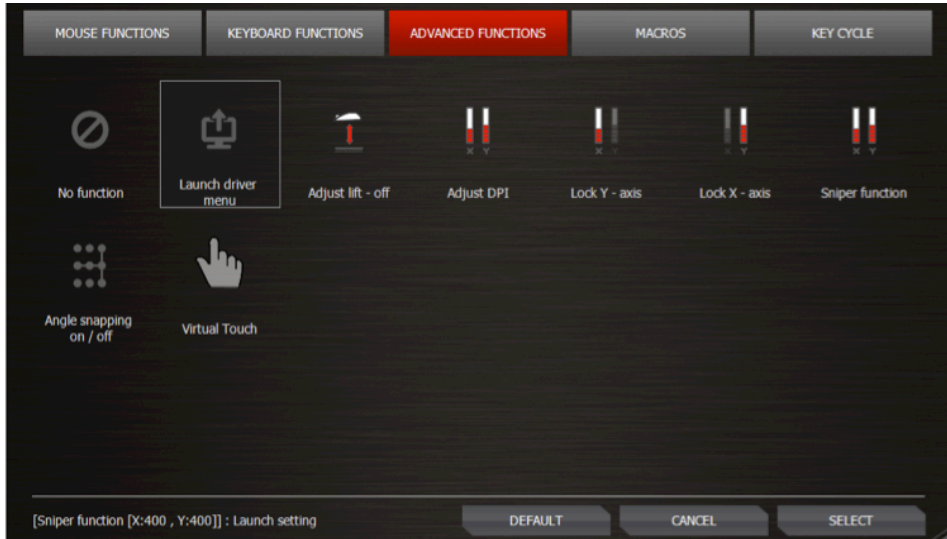 MOUSE FUNCTIONS
KEYBOARD FUNCTIONS
ADVANCED FUNCTIONS
MACROS
KEY CYCLE
X Y
X Y
X Y
X Y
No function
Launch driver
menu
Adjust lift - off
Adjust DPI
Lock Y - axis
Lock X - axis
Sniper function
Angle snapping
on / off
Virtual Touch
[Sniper function [X:400 , Y:400]] : Launch setting
DEFAULT
CANCEL
SELECT